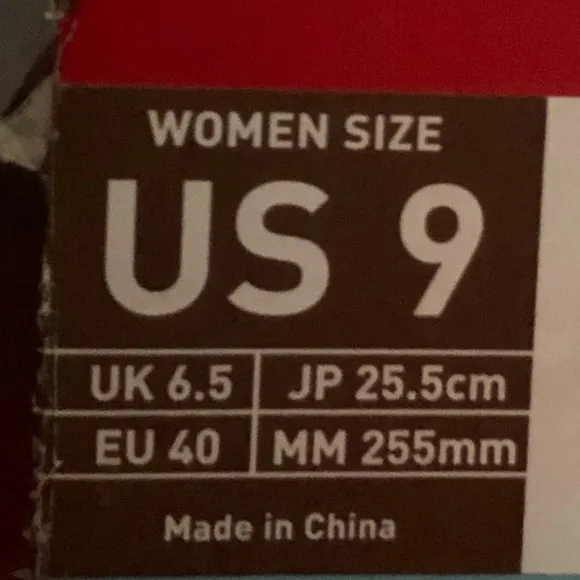 WOMEN SIZE
US 9
UK 6.5 JP 25.5cm
EU 40 MM 255mm
Made in China